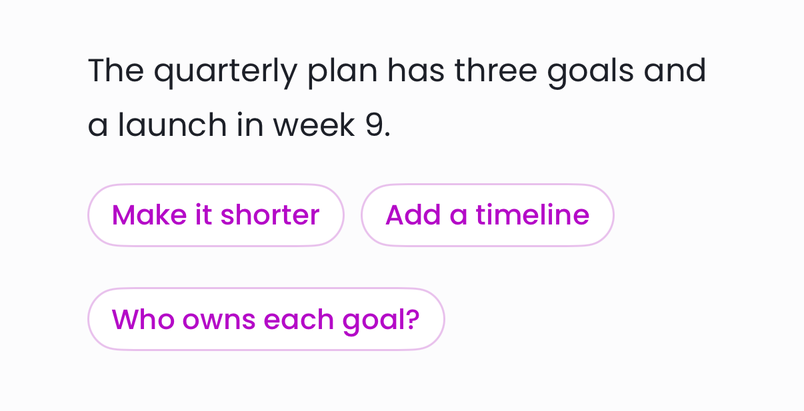 The quarterly plan has three goals and
a launch in week 9.
Make it shorter
Add a timeline
Who owns each goal?